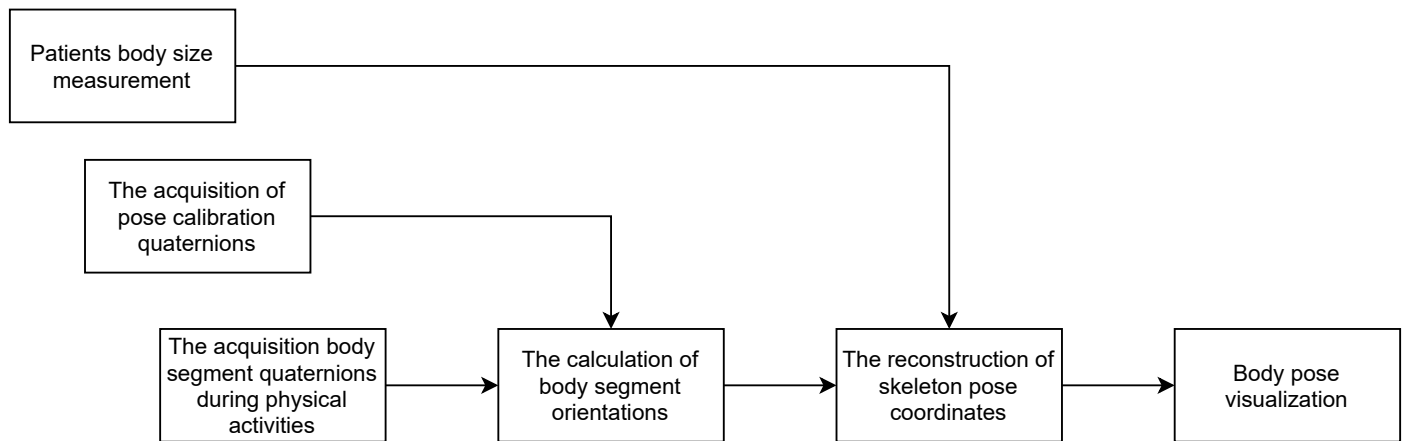 Patients body size
measurement
The acquisition of
pose calibration
quaternions
The acquisition body
segment quaternions
during physical
activities
The calculation of
body segment
orientations
The reconstruction of
skeleton pose
coordinates
Body pose
visualization